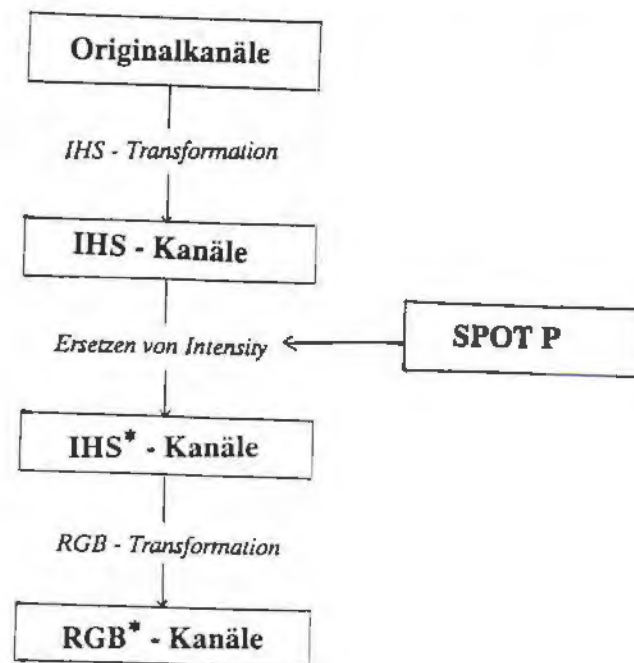 Originalkanäle
IHS - Transformation
IHS - Kanäle
Ersetzen von Intensity
SPOT P
IHS* - Kanäle
RGB - Transformation
RGB* - Kanäle